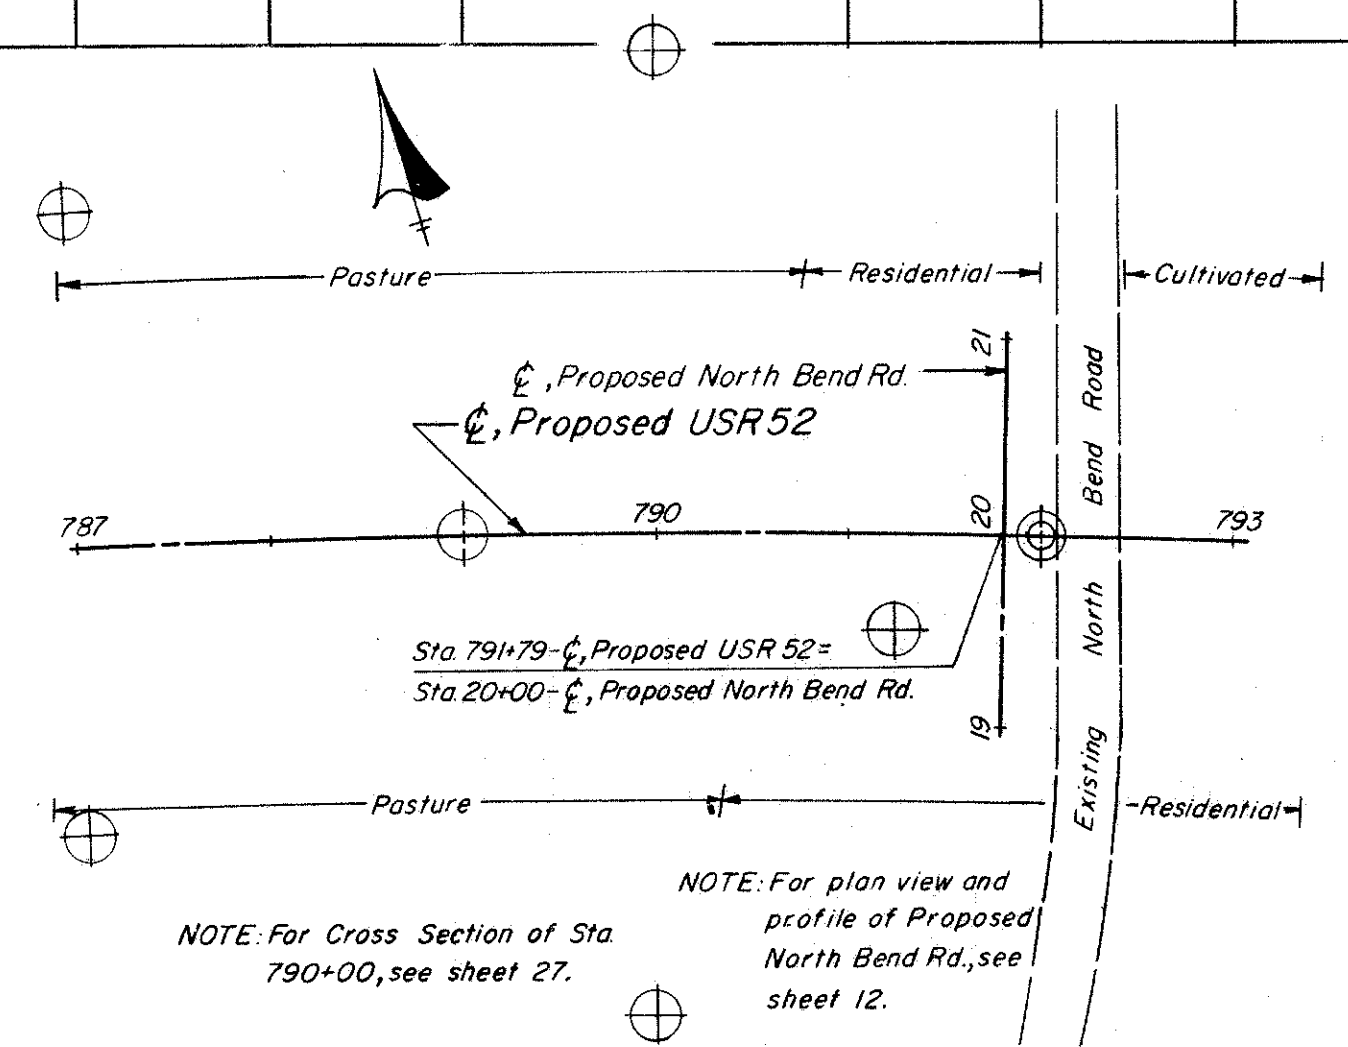 Pasture
Residential
Cultivated
21
℄, Proposed North Bend Rd.
℄, Proposed USR 52
787
790
20
793
Existing North Bend Road
Sta. 791+79-℄, Proposed USR 52=
Sta. 20+00-℄, Proposed North Bend Rd.
19
Pasture
Residential
NOTE: For plan view and
profile of Proposed
North Bend Rd., see
sheet 12.
NOTE: For Cross Section of Sta.
790+00, see sheet 27.